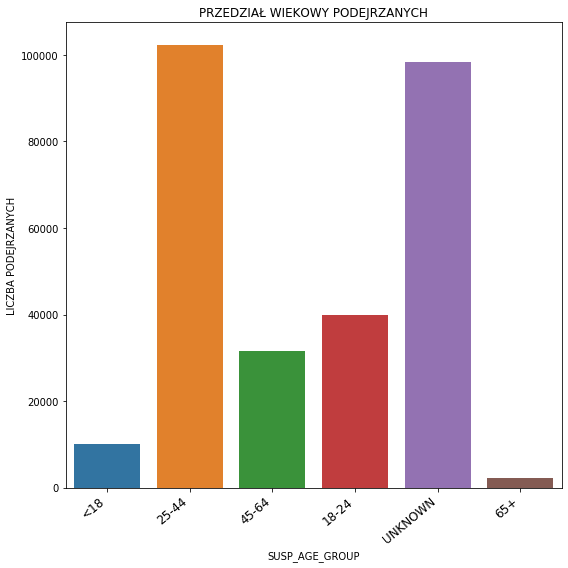 PRZEDZIAŁ WIEKOWY PODEJRZANYCH
100000
80000
60000
40000
20000
0
LICZBA PODEJRZANYCH
<18
25-44
45-64
18-24
UNKNOWN
65+
SUSP_AGE_GROUP